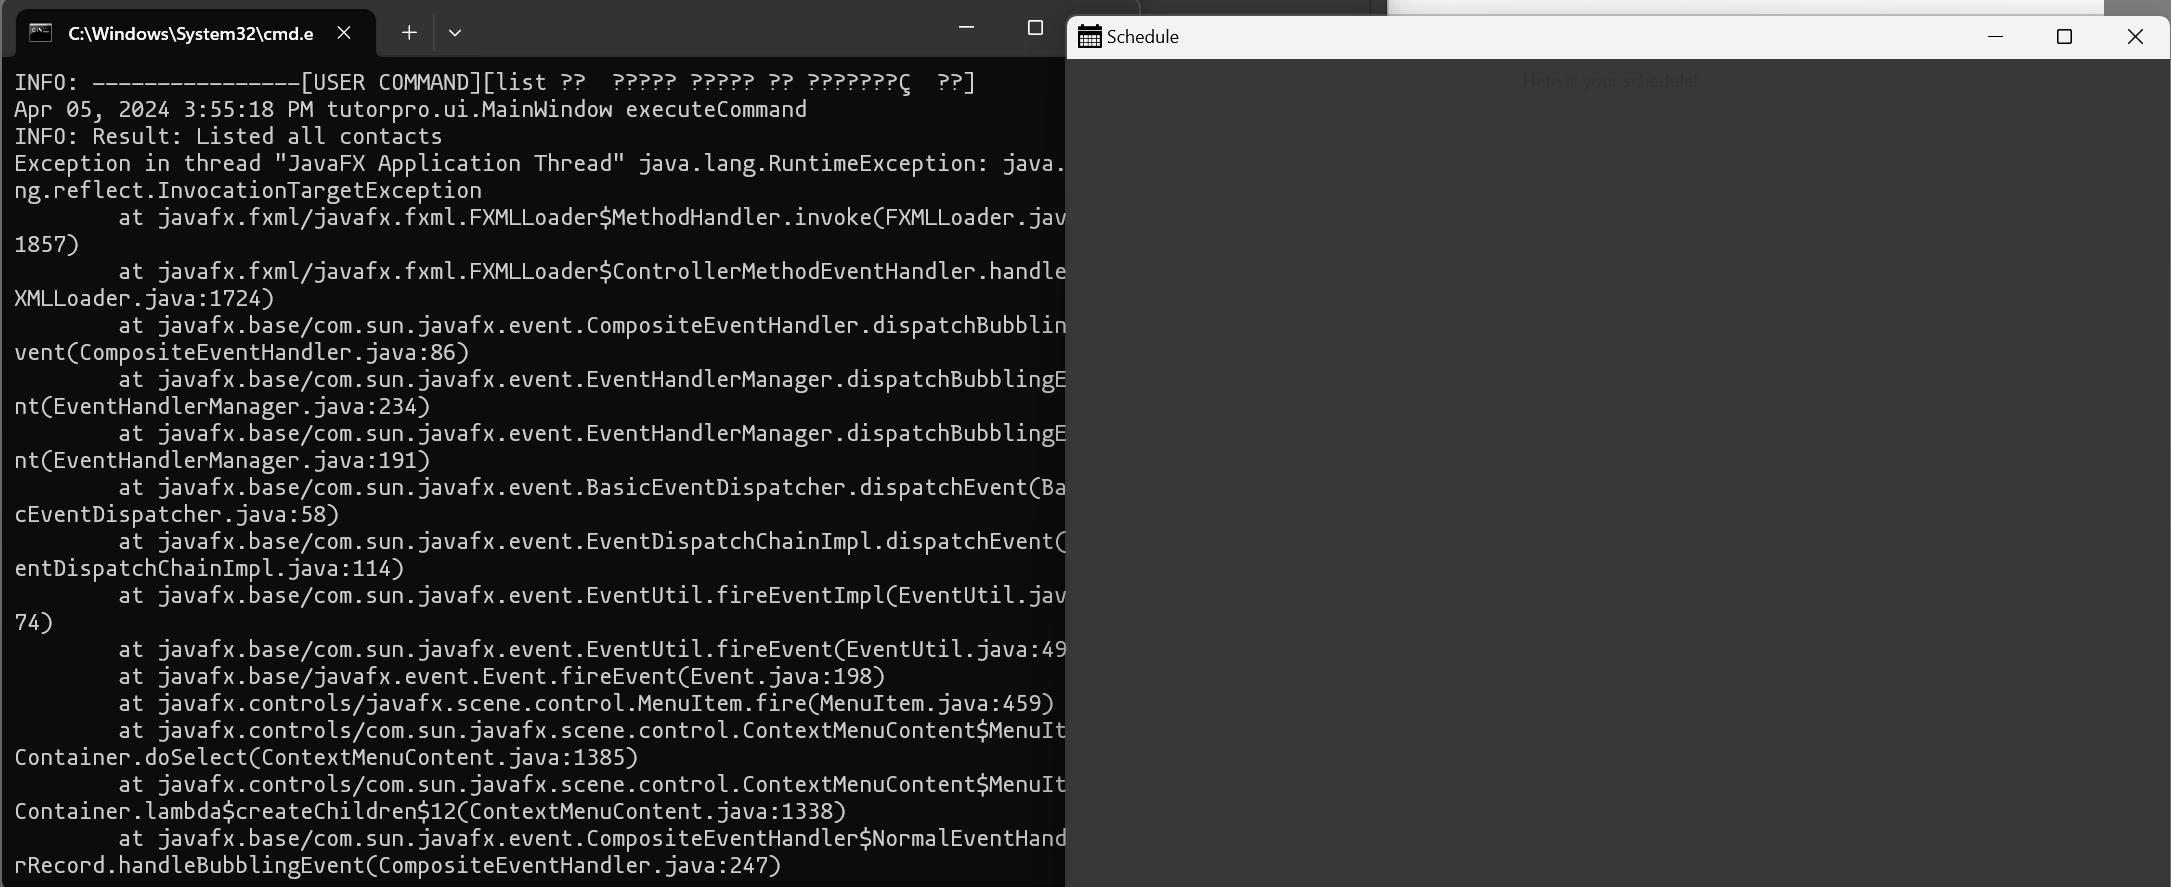 C:\Windows\System32\cmd.e
INFO: ----------------[USER COMMAND][list ??  ????? ????? ?? ???????Ç  ??]
Apr 05, 2024 3:55:18 PM tutorpro.ui.MainWindow executeCommand
INFO: Result: Listed all contacts
Exception in thread "JavaFX Application Thread" java.lang.RuntimeException: java.
ng.reflect.InvocationTargetException
at javafx.fxml/javafx.fxml.FXMLLoader$MethodHandler.invoke(FXMLLoader.jav
1857)
at javafx.fxml/javafx.fxml.FXMLLoader$ControllerMethodEventHandler.handle
XMLLoader.java:1724)
at javafx.base/com.sun.javafx.event.CompositeEventHandler.dispatchBubblin
vent(CompositeEventHandler.java:86)
at javafx.base/com.sun.javafx.event.EventHandlerManager.dispatchBubblingE
nt(EventHandlerManager.java:234)
at javafx.base/com.sun.javafx.event.EventHandlerManager.dispatchBubblingE
nt(EventHandlerManager.java:191)
at javafx.base/com.sun.javafx.event.BasicEventDispatcher.dispatchEvent(Ba
cEventDispatcher.java:58)
at javafx.base/com.sun.javafx.event.EventDispatchChainImpl.dispatchEvent(
entDispatchChainImpl.java:114)
at javafx.base/com.sun.javafx.event.EventUtil.fireEventImpl(EventUtil.jav
74)
at javafx.base/com.sun.javafx.event.EventUtil.fireEvent(EventUtil.java:49
at javafx.base/javafx.event.Event.fireEvent(Event.java:198)
at javafx.controls/javafx.scene.control.MenuItem.fire(MenuItem.java:459)
at javafx.controls/com.sun.javafx.scene.control.ContextMenuContent$MenuIt
Container.doSelect(ContextMenuContent.java:1385)
at javafx.controls/com.sun.javafx.scene.control.ContextMenuContent$MenuIt
Container.lambda$createChildren$12(ContextMenuContent.java:1338)
at javafx.base/com.sun.javafx.event.CompositeEventHandler$NormalEventHand
rRecord.handleBubblingEvent(CompositeEventHandler.java:247)
Schedule
Here is your schedule!